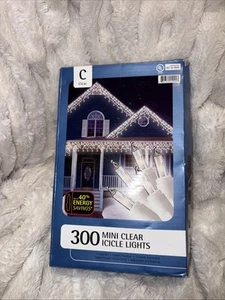 C
40%
ENERGY
SAVINGS*
300 MINI CLEAR
ICICLE LIGHTS